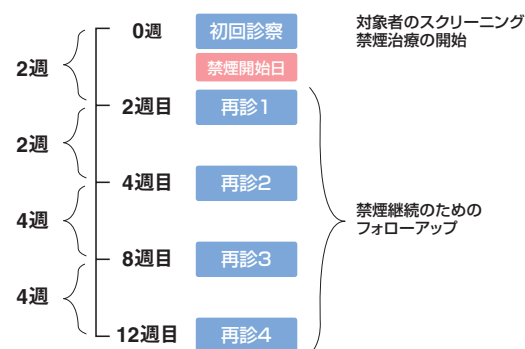 0週
初回診察
対象者のスクリーニング
禁煙治療の開始
禁煙開始日
2週
2週目
再診1
2週
4週目
再診2
禁煙継続のための
フォローアップ
4週
8週目
再診3
4週
12週目
再診4